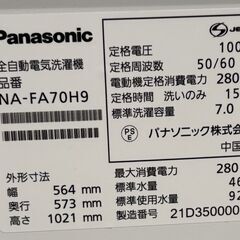 Panasonic
全自動電気洗濯機
品番
NA-FA70H9
外形寸法
幅 564 mm
奥行 573 mm
高さ 1021 mm
定格電圧 100
定格周波数 50/60
電動機定格消費電力 280
定格時間 洗いのみ 15
標準容量 7.0
PS
E
パナソニック株
中国
最大消費電力 280
標準水量 46
標準使用水量 92
製造番号 21D350000